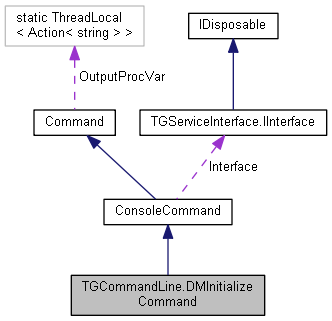 static ThreadLocal
< Action< string > >
IDisposable
OutputProcVar
Command
TGServiceInterface.IInterface
Interface
ConsoleCommand
TGCommandLine.DMInitialize
Command